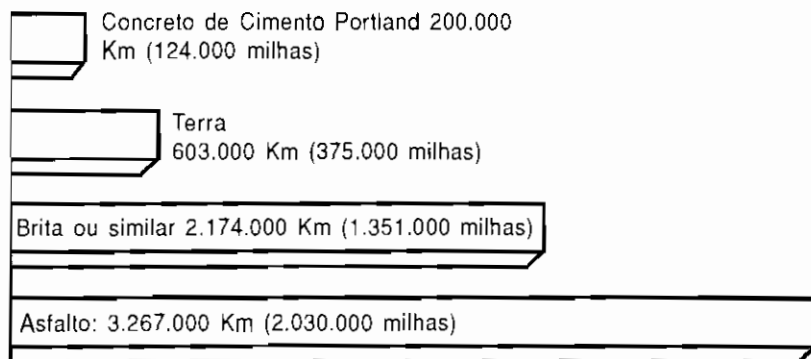 Concreto de Cimento Portland 200.000
Km (124.000 milhas)
Terra
603.000 Km (375.000 milhas)
Brita ou similar 2.174.000 Km (1.351.000 milhas)
Asfalto: 3.267.000 Km (2.030.000 milhas)